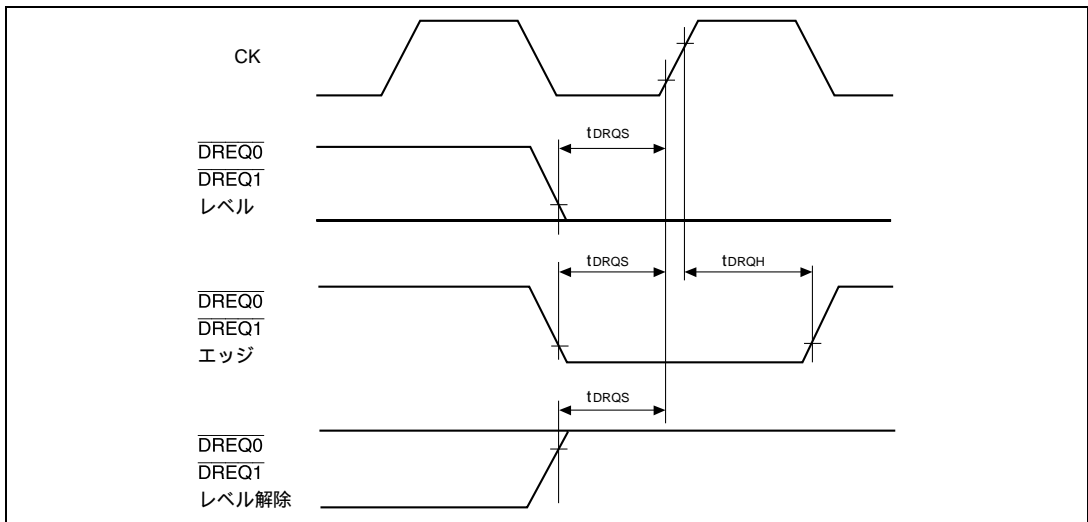 CK
tDRQS
DREQ0
DREQ1
レベル
tDRQS
tDRQH
DREQ0
DREQ1
エッジ
tDRQS
DREQ0
DREQ1
レベル解除